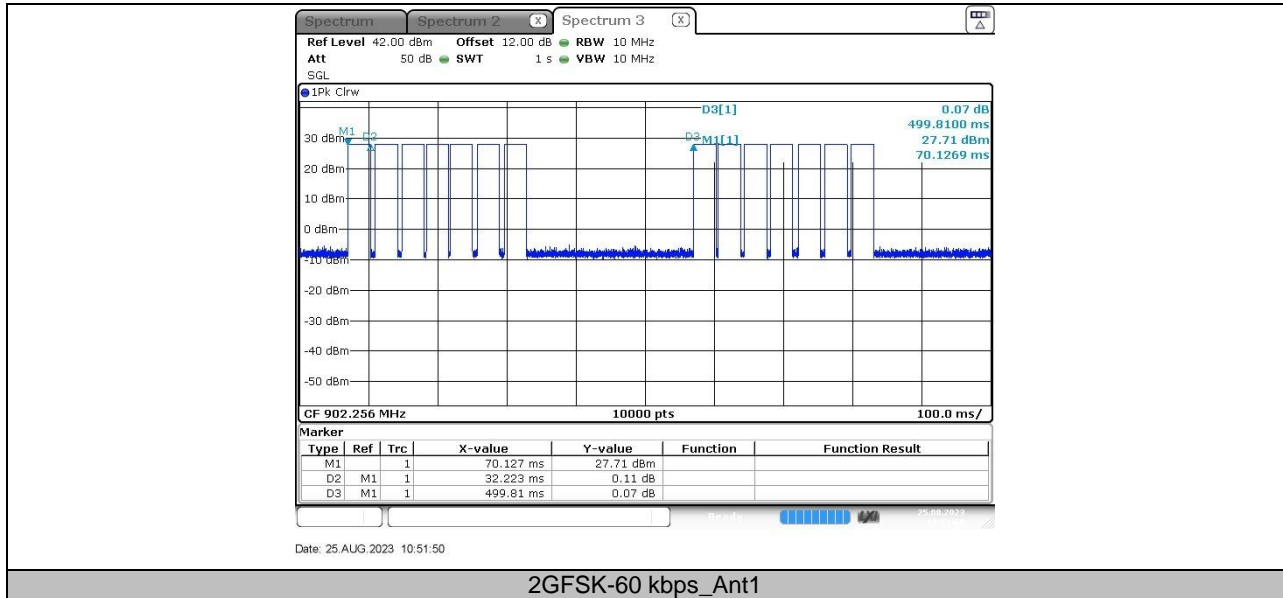 Spectrum Spectrum 2 X Spectrum 3 X
Ref Level 42.00 dBm Offset 12.00 dB RBW 10 MHz
Att 50 dB SWT 1 s VBW 10 MHz
SGL
1Pk Clrw
D3[1] 0.07 dB
499.8100 ms
M1[1] 27.71 dBm
70.1269 ms
M1 D2 D3
30 dBm
20 dBm
10 dBm
0 dBm
-10 dBm
-20 dBm
-30 dBm
-40 dBm
-50 dBm
CF 902.256 MHz 10000 pts 100.0 ms/
Marker
Type Ref Trc X-value Y-value Function Function Result
M1 1 70.127 ms 27.71 dBm
D2 M1 1 32.223 ms 0.11 dB
D3 M1 1 499.81 ms 0.07 dB
Ready 25.08.2023
Date: 25.AUG.2023 10:51:50
2GFSK-60 kbps_Ant1